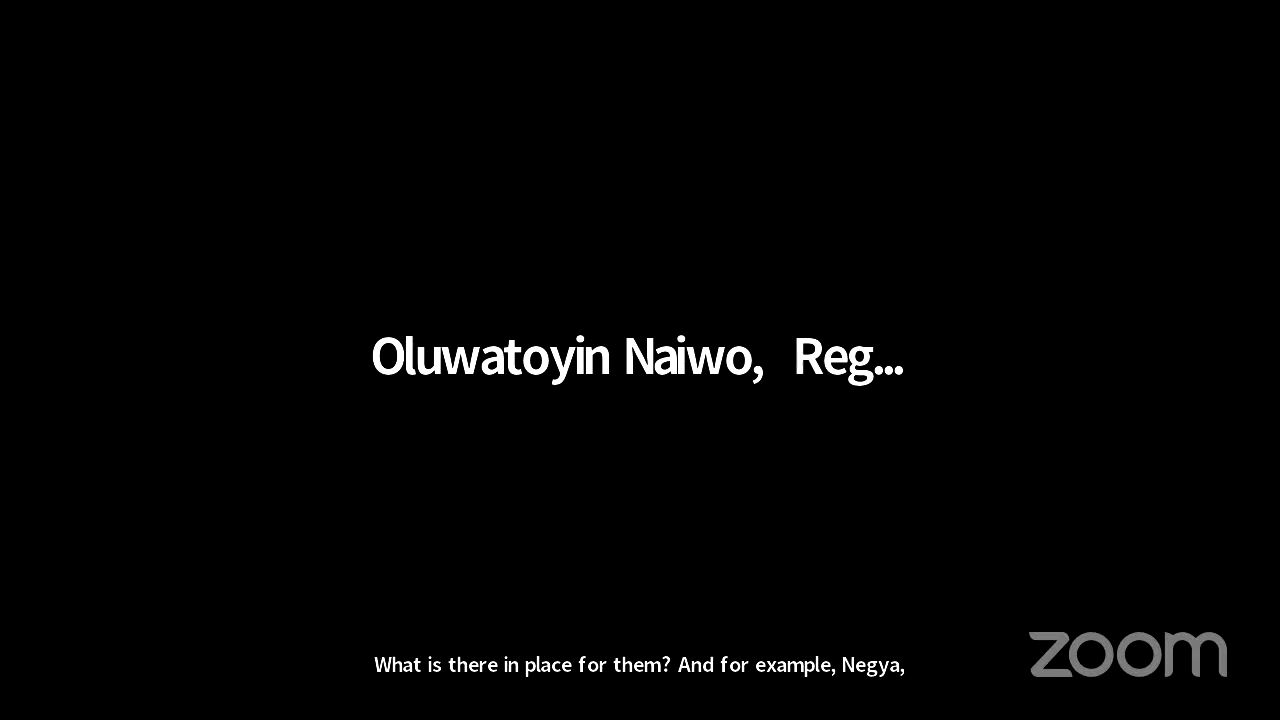 Oluwatoyin Naiwo, Reg...
What is there in place for them? And for example, Negya,
zoom